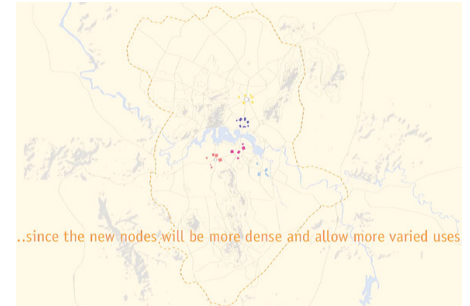 ..since the new nodes will be more dense and allow more varied uses